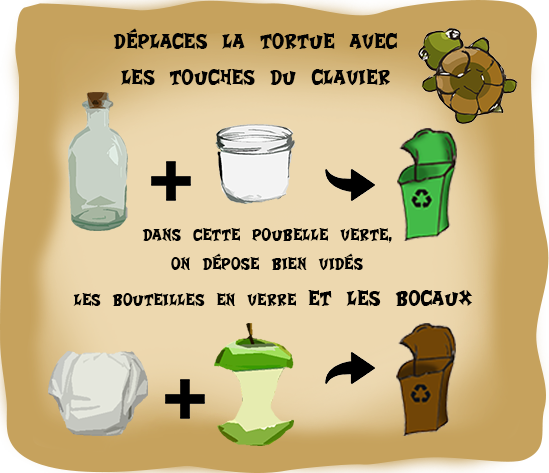 DÉPLACES LA TORTUE AVEC
LES TOUCHES DU CLAVIER
DANS CETTE POUBELLE VERTE,
ON DÉPOSE BIEN VIDÉS
LES BOUTEILLES EN VERRE ET LES BOCAUX